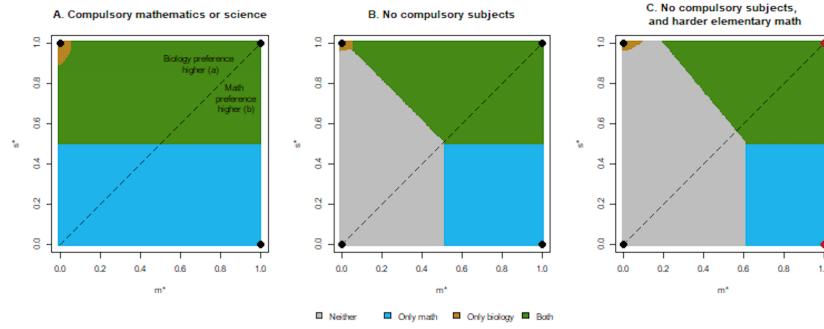 A. Compulsory mathematics or science
B. No compulsory subjects
C. No compulsory subjects,
and harder elementary math
Biology preference
higher (a)
Math
preference
higher (b)
s*
1.0
0.8
0.6
0.4
0.2
0.0
0.0 0.2 0.4 0.6 0.8 1.0
m*
s*
1.0
0.8
0.6
0.4
0.2
0.0
0.0 0.2 0.4 0.6 0.8 1.0
m*
s*
1.0
0.8
0.6
0.4
0.2
0.0
0.0 0.2 0.4 0.6 0.8 1.0
m*
Neither Only math Only biology Both